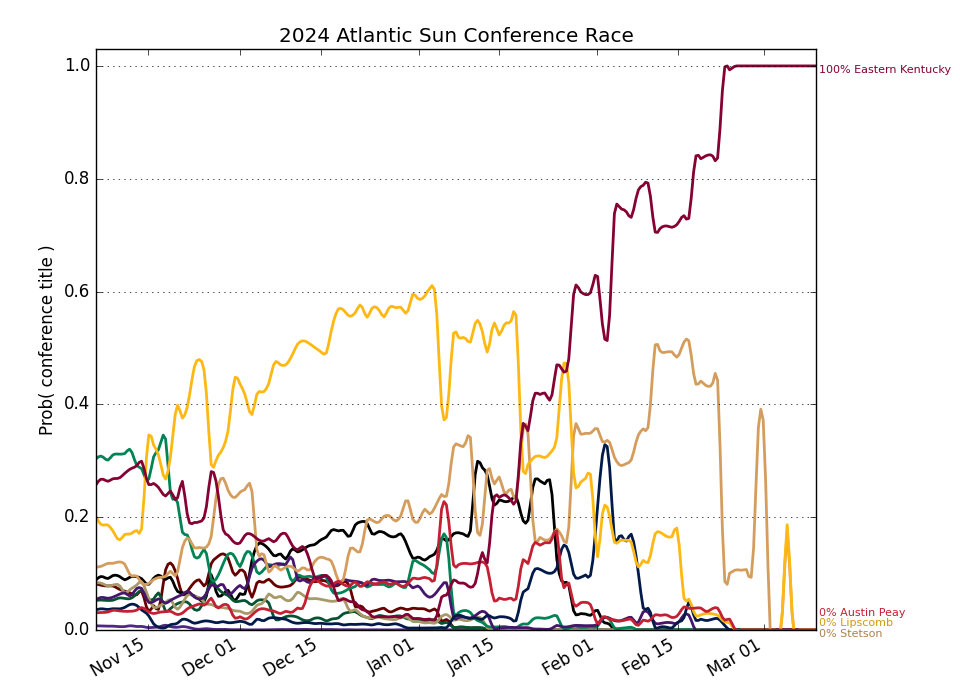 2024 Atlantic Sun Conference Race
Prob( conference title )
1.0
0.8
0.6
0.4
0.2
0.0
Nov 15
Dec 01
Dec 15
Jan 01
Jan 15
Feb 01
Feb 15
Mar 01
100% Eastern Kentucky
0% Austin Peay
0% Lipscomb
0% Stetson